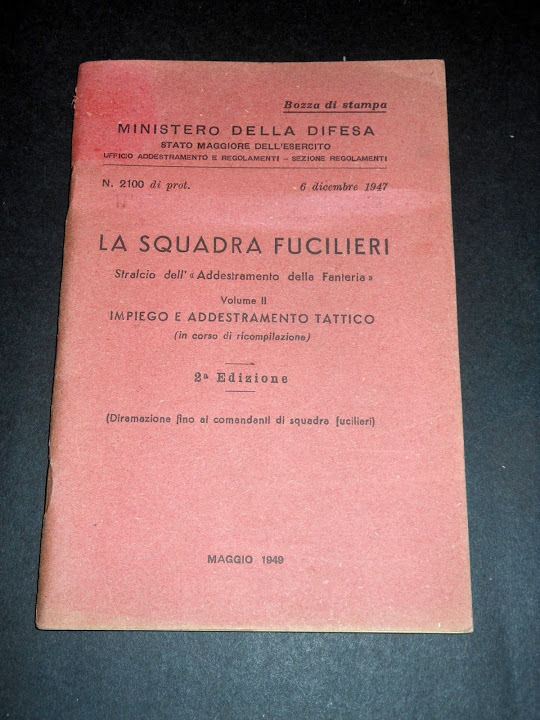 Bozza di stampa
MINISTERO DELLA DIFESA
STATO MAGGIORE DELL'ESERCITO
UFFICIO ADDESTRAMENTO E REGOLAMENTI - SEZIONE REGOLAMENTI
N. 2100 di prot. 6 dicembre 1947
LA SQUADRA FUCILIERI
Stralcio dell' « Addestramento della Fanteria »
Volume II
IMPIEGO E ADDESTRAMENTO TATTICO
(in corso di ricompilazione)
2ª Edizione
(Diramazione fino ai comandanti di squadra fucilieri)
MAGGIO 1949